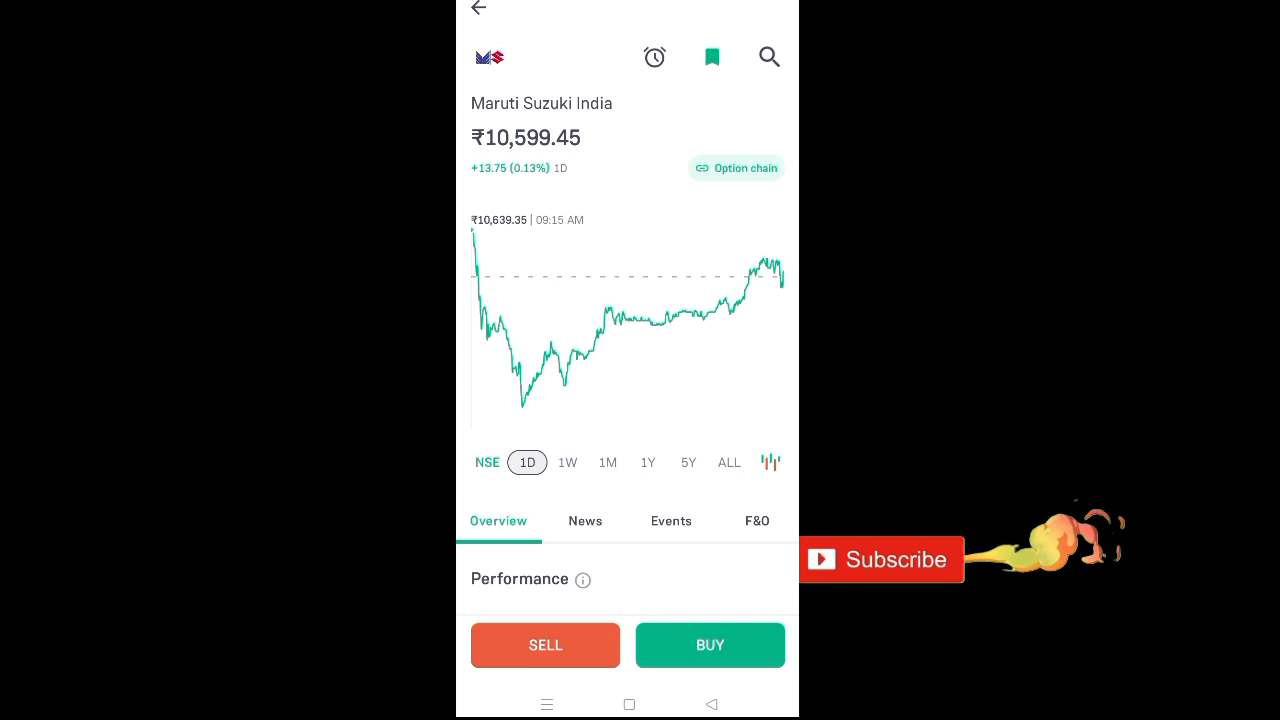 Maruti Suzuki India
₹10,599.45
+13.75 (0.13%) 1D
Option chain
₹10,639.35 | 09:15 AM
NSE 1D 1W 1M 1Y 5Y ALL
Overview News Events F&O
Subscribe
Performance
SELL BUY